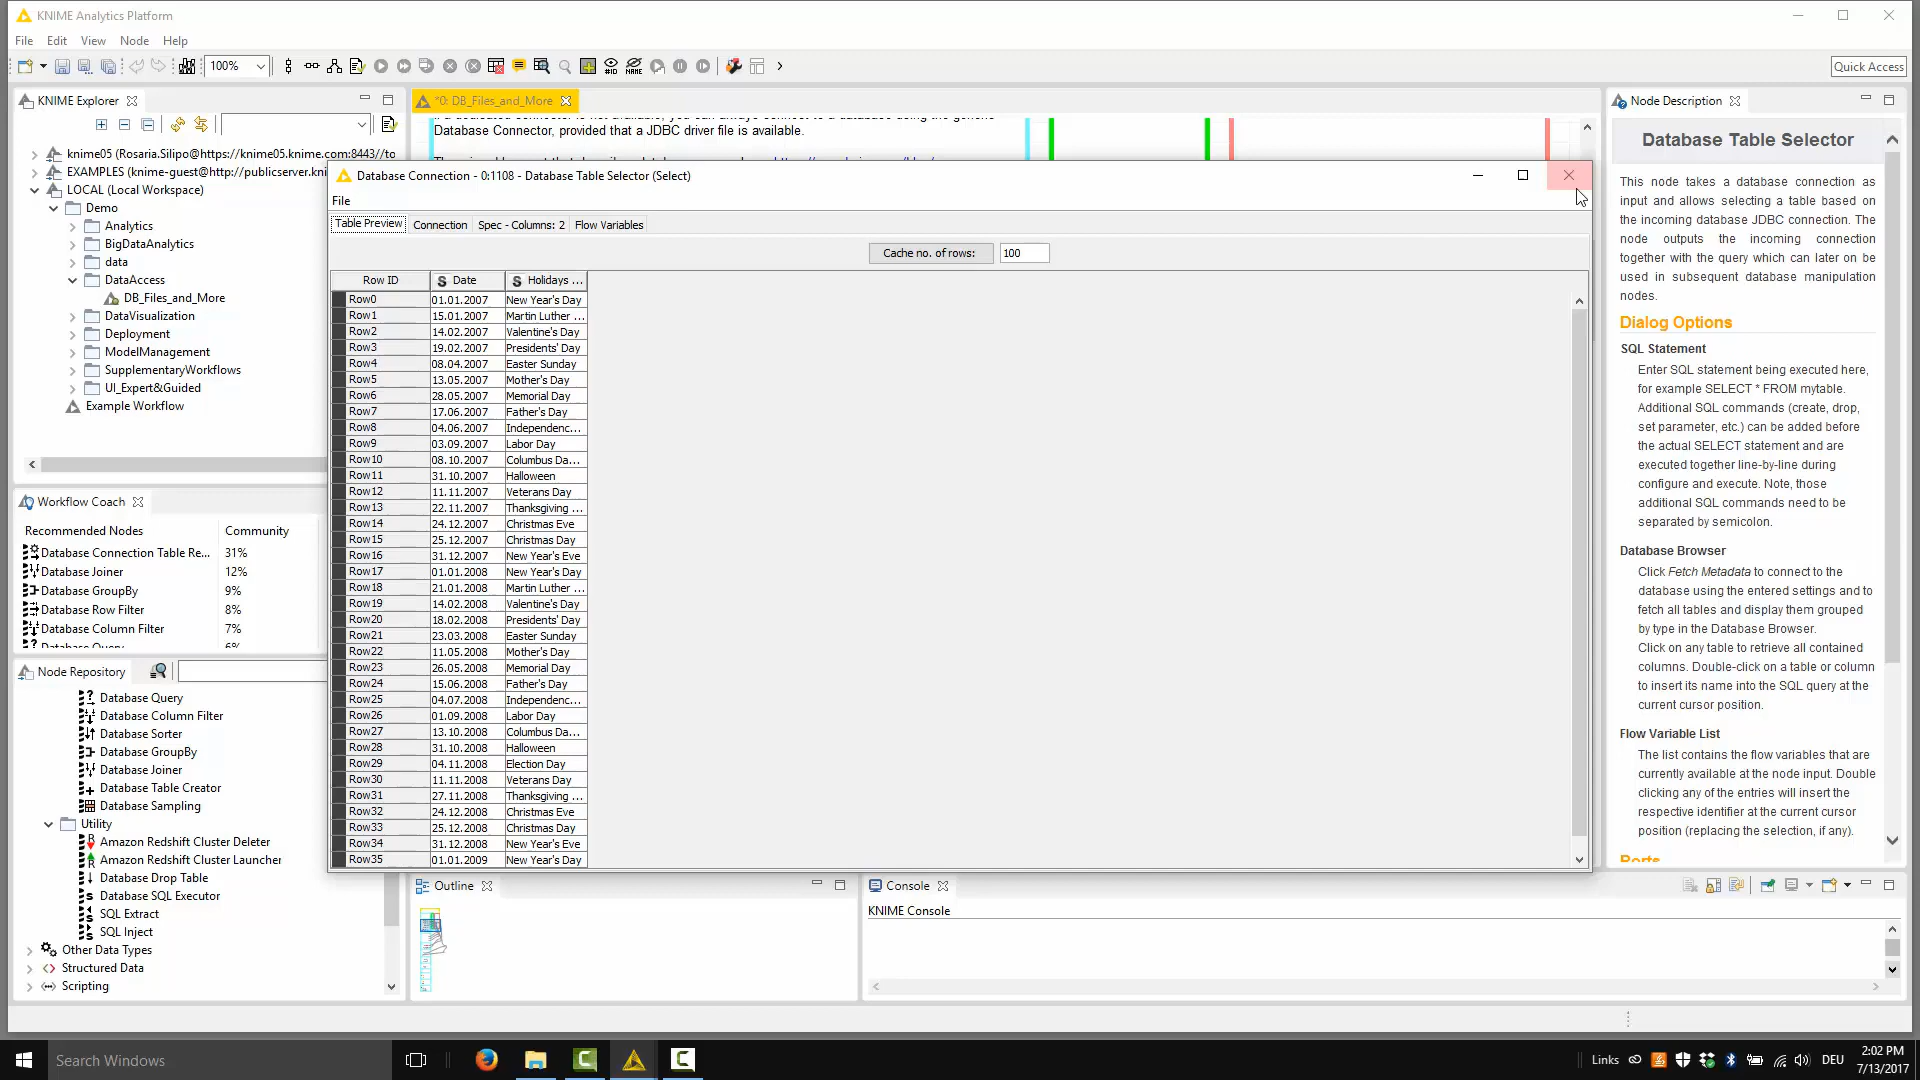 KNIME Analytics Platform
File Edit View Node Help
100%
Quick Access
KNIME Explorer
knime05 (Rosaria.Silipo@https://knime05.knime.com:8443//to
EXAMPLES (knime-guest@http://publicserver.kni
LOCAL (Local Workspace)
Demo
Analytics
BigDataAnalytics
data
DataAccess
DB_Files_and_More
DataVisualization
Deployment
ModelManagement
SupplementaryWorkflows
UI_Expert&Guided
Example Workflow
Workflow Coach
Recommended Nodes Community
Database Connection Table Re... 31%
Database Joiner 12%
Database GroupBy 9%
Database Row Filter 8%
Database Column Filter 7%
Database Query 6%
Node Repository
Database Query
Database Column Filter
Database Sorter
Database GroupBy
Database Joiner
Database Table Creator
Database Sampling
Utility
Amazon Redshift Cluster Deleter
Amazon Redshift Cluster Launcher
Database Drop Table
Database SQL Executor
SQL Extract
SQL Inject
Other Data Types
Structured Data
Scripting
*0: DB_Files_and_More
Database Connector, provided that a JDBC driver file is available.
Database Connection - 0:1108 - Database Table Selector (Select)
File
Table Preview Connection Spec - Columns: 2 Flow Variables
Cache no. of rows: 100
Row ID S Date S Holidays ...
Row0 01.01.2007 New Year's Day
Row1 15.01.2007 Martin Luther ...
Row2 14.02.2007 Valentine's Day
Row3 19.02.2007 Presidents' Day
Row4 08.04.2007 Easter Sunday
Row5 13.05.2007 Mother's Day
Row6 28.05.2007 Memorial Day
Row7 17.06.2007 Father's Day
Row8 04.06.2007 Independenc...
Row9 03.09.2007 Labor Day
Row10 08.10.2007 Columbus Da...
Row11 31.10.2007 Halloween
Row12 11.11.2007 Veterans Day
Row13 22.11.2007 Thanksgiving ...
Row14 24.12.2007 Christmas Eve
Row15 25.12.2007 Christmas Day
Row16 31.12.2007 New Year's Eve
Row17 01.01.2008 New Year's Day
Row18 21.01.2008 Martin Luther ...
Row19 14.02.2008 Valentine's Day
Row20 18.02.2008 Presidents' Day
Row21 23.03.2008 Easter Sunday
Row22 11.05.2008 Mother's Day
Row23 26.05.2008 Memorial Day
Row24 15.06.2008 Father's Day
Row25 04.07.2008 Independenc...
Row26 01.09.2008 Labor Day
Row27 13.10.2008 Columbus Da...
Row28 31.10.2008 Halloween
Row29 04.11.2008 Election Day
Row30 11.11.2008 Veterans Day
Row31 27.11.2008 Thanksgiving ...
Row32 24.12.2008 Christmas Eve
Row33 25.12.2008 Christmas Day
Row34 31.12.2008 New Year's Eve
Row35 01.01.2009 New Year's Day
Outline
Console
KNIME Console
Node Description
Database Table Selector
This node takes a database connection as
input and allows selecting a table based on
the incoming database JDBC connection. The
node outputs the incoming connection
together with the query which can later on be
used in subsequent database manipulation
nodes.
Dialog Options
SQL Statement
Enter SQL statement being executed here,
for example SELECT * FROM mytable.
Additional SQL commands (create, drop,
set parameter, etc.) can be added before
the actual SELECT statement and are
executed together line-by-line during
configure and execute. Note, those
additional SQL commands need to be
separated by semicolon.
Database Browser
Click Fetch Metadata to connect to the
database using the entered settings and to
fetch all tables and display them grouped
by type in the Database Browser.
Click on any table to retrieve all contained
columns. Double-click on a table or column
to insert its name into the SQL query at the
current cursor position.
Flow Variable List
The list contains the flow variables that are
currently available at the node input. Double
clicking any of the entries will insert the
respective identifier at the current cursor
position (replacing the selection, if any).
Ports
Search Windows
Links
DEU
2:02 PM
7/13/2017